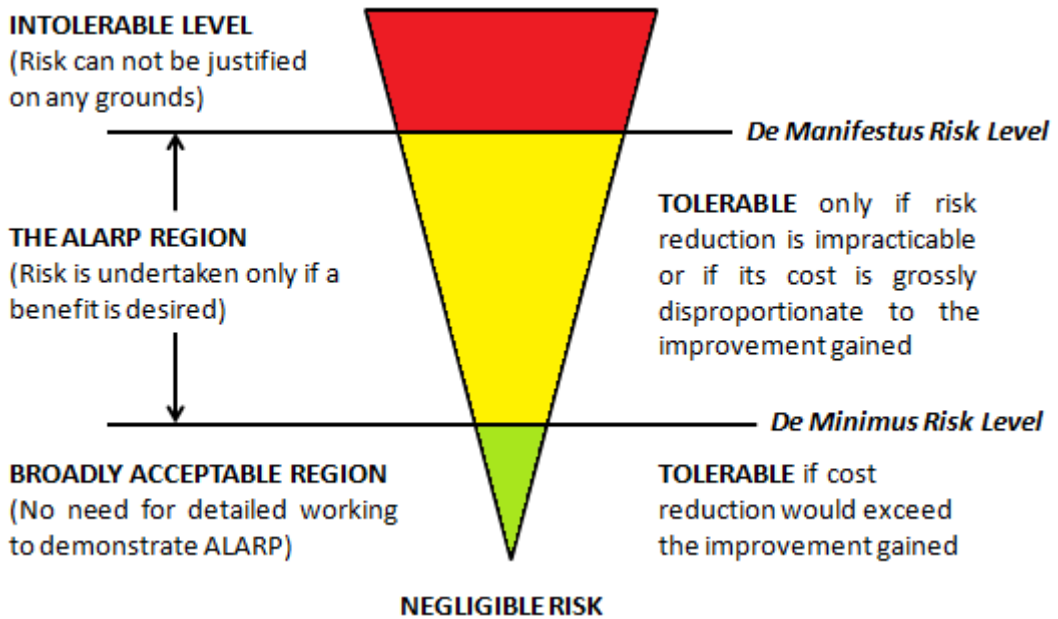 INTOLERABLE LEVEL
(Risk can not be justified
on any grounds)
De Manifestus Risk Level
THE ALARP REGION
(Risk is undertaken only if a
benefit is desired)
TOLERABLE only if risk
reduction is impracticable
or if its cost is grossly
disproportionate to the
improvement gained
De Minimus Risk Level
BROADLY ACCEPTABLE REGION
(No need for detailed working
to demonstrate ALARP)
TOLERABLE if cost
reduction would exceed
the improvement gained
NEGLIGIBLE RISK